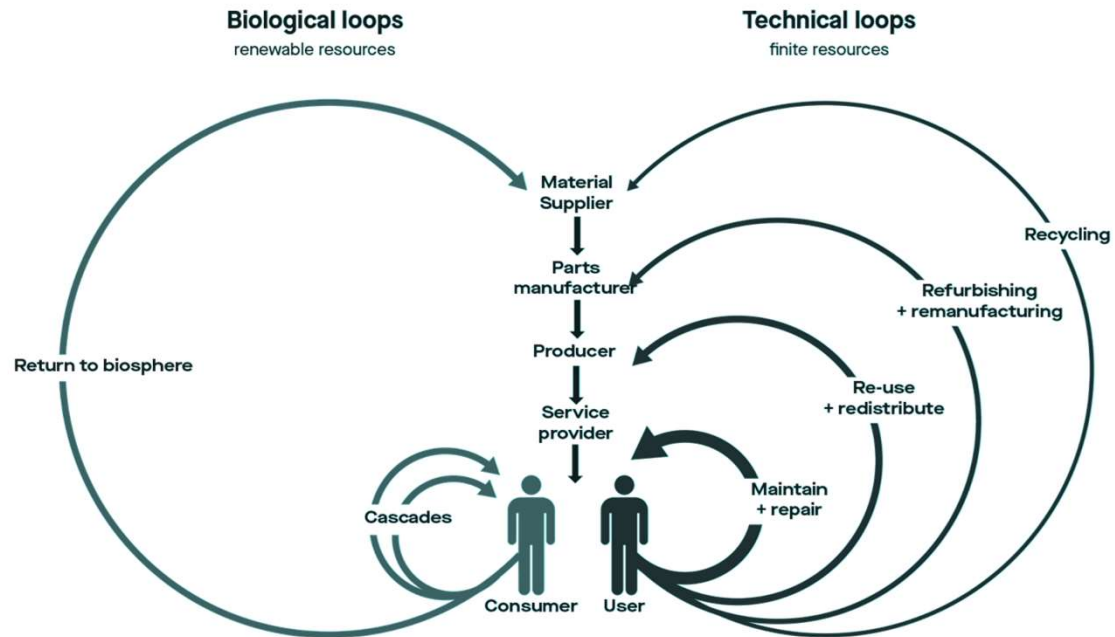 Biological loops
renewable resources
Technical loops
finite resources
Material
Supplier
Recycling
Parts
manufacturer
Refurbishing
+ remanufacturing
Producer
Return to biosphere
Re-use
+ redistribute
Service
provider
Maintain
+ repair
Cascades
Consumer
User